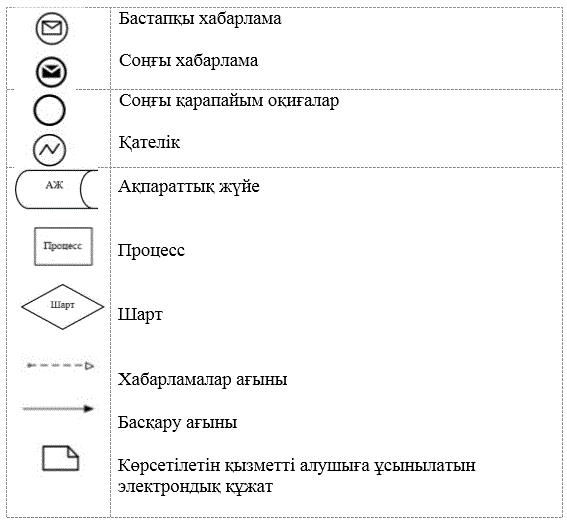 Бастапқы хабарлама
Соңғы хабарлама
Соңғы қарапайым оқиғалар
Қателік
АЖ
Ақпараттық жүйе
Процесс
Процесс
Шарт
Шарт
Хабарламалар ағыны
Басқару ағыны
Көрсетілетін қызметті алушыға ұсынылатын
электрондық құжат